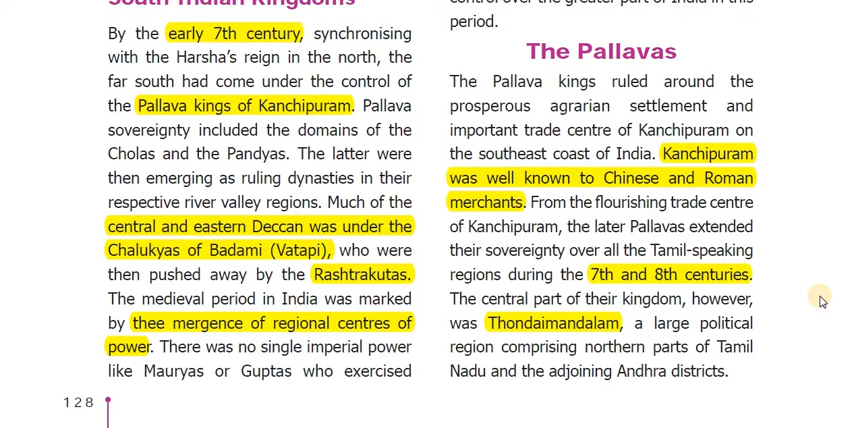 South Indian Kingdoms
By the early 7th century, synchronising
with the Harsha's reign in the north, the
far south had come under the control of
the Pallava kings of Kanchipuram. Pallava
sovereignty included the domains of the
Cholas and the Pandyas. The latter were
then emerging as ruling dynasties in their
respective river valley regions. Much of the
central and eastern Deccan was under the
Chalukyas of Badami (Vatapi), who were
then pushed away by the Rashtrakutas.
The medieval period in India was marked
by thee mergence of regional centres of
power. There was no single imperial power
like Mauryas or Guptas who exercised
128
control over the greater part of India in this
period.
The Pallavas
The Pallava kings ruled around the
prosperous agrarian settlement and
important trade centre of Kanchipuram on
the southeast coast of India. Kanchipuram
was well known to Chinese and Roman
merchants. From the flourishing trade centre
of Kanchipuram, the later Pallavas extended
their sovereignty over all the Tamil-speaking
regions during the 7th and 8th centuries.
The central part of their kingdom, however,
was Thondaimandalam, a large political
region comprising northern parts of Tamil
Nadu and the adjoining Andhra districts.